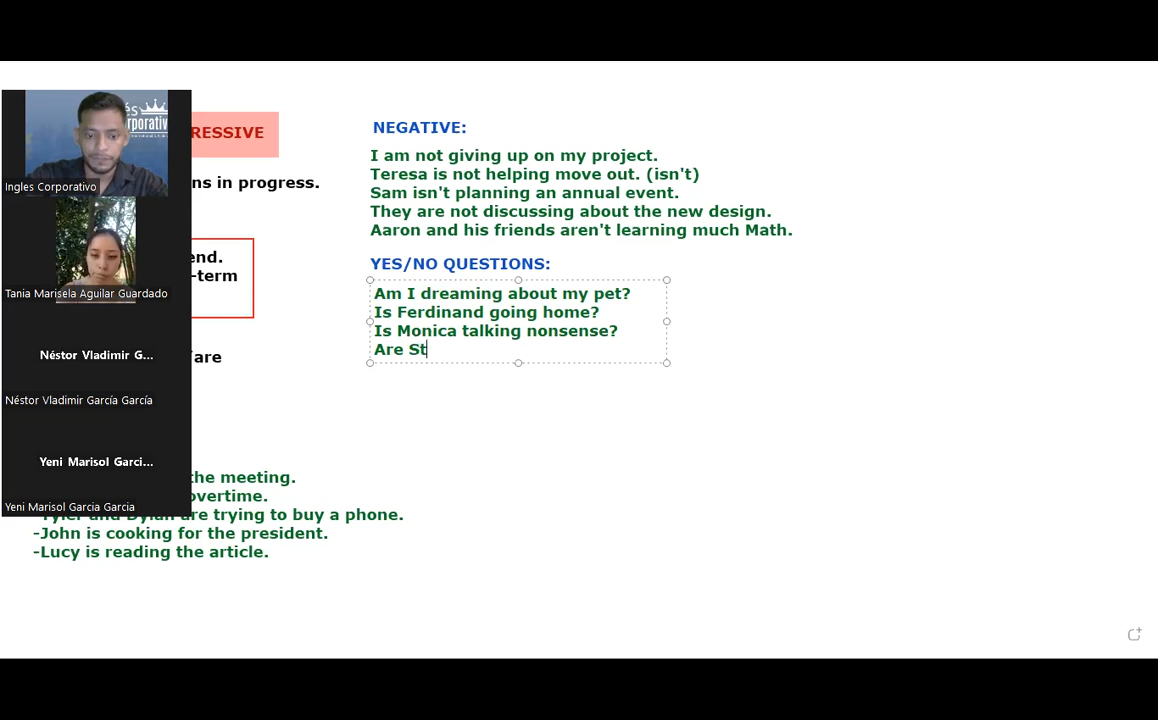 és
rporativ
Ingles Corporativo
Tania Marisela Aguilar Guardado
Néstor Vladimir G...
Néstor Vladimir García García
Yeni Marisol Garci...
Yeni Marisol Garcia Garcia
RESSIVE
ns in progress.
end.
-term
/are
the meeting.
overtime.
-Tyler and Dylan are trying to buy a phone.
-John is cooking for the president.
-Lucy is reading the article.
NEGATIVE:
I am not giving up on my project.
Teresa is not helping move out. (isn't)
Sam isn't planning an annual event.
They are not discussing about the new design.
Aaron and his friends aren't learning much Math.
YES/NO QUESTIONS:
Am I dreaming about my pet?
Is Ferdinand going home?
Is Monica talking nonsense?
Are St